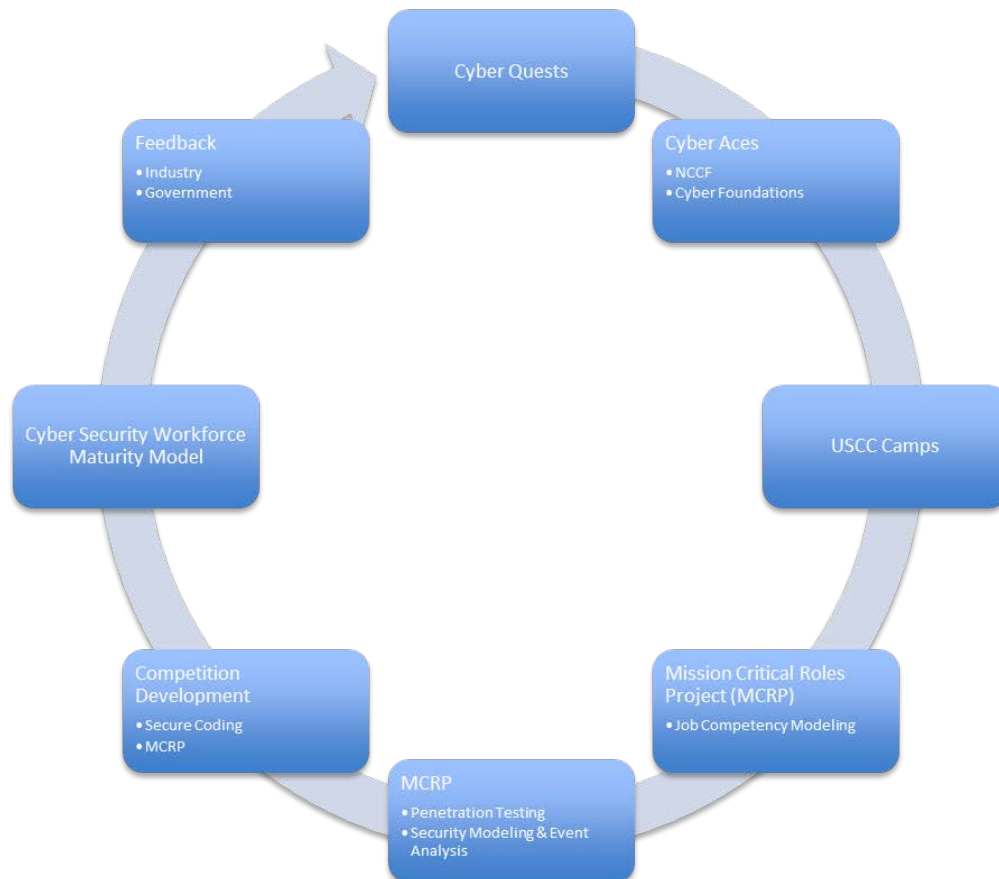 Cyber Quests
Cyber Aces
• NCCF
• Cyber Foundations
USCC Camps
Mission Critical Roles
Project (MCRP)
• Job Competency Modeling
MCRP
• Penetration Testing
• Security Modeling & Event
Analysis
Competition
Development
• Secure Coding
• MCRP
Cyber Security Workforce
Maturity Model
Feedback
• Industry
• Government